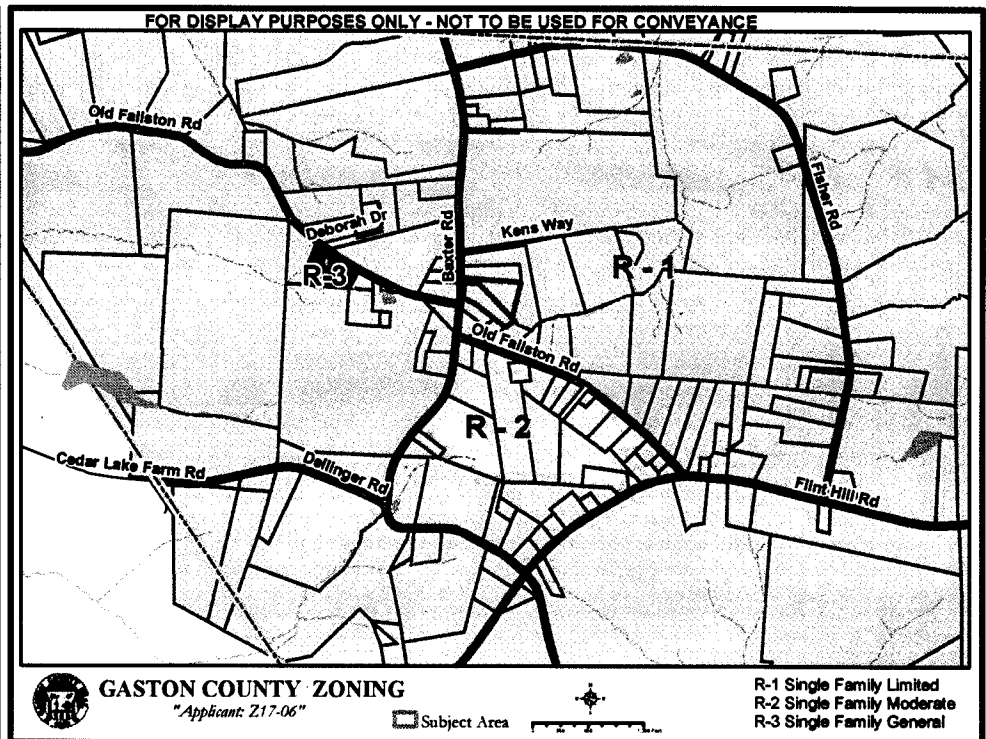 FOR DISPLAY PURPOSES ONLY - NOT TO BE USED FOR CONVEYANCE
Old Fallston Rd
Fisher Rd
Deborah Dr
Baxter Rd
Kens Way
R-3
R-1
Old Fallston Rd
R-2
Cedar Lake Farm Rd
Dellinger Rd
Flint Hill Rd
GASTON COUNTY ZONING
"Applicant: Z17-06"
Subject Area
R-1 Single Family Limited
R-2 Single Family Moderate
R-3 Single Family General